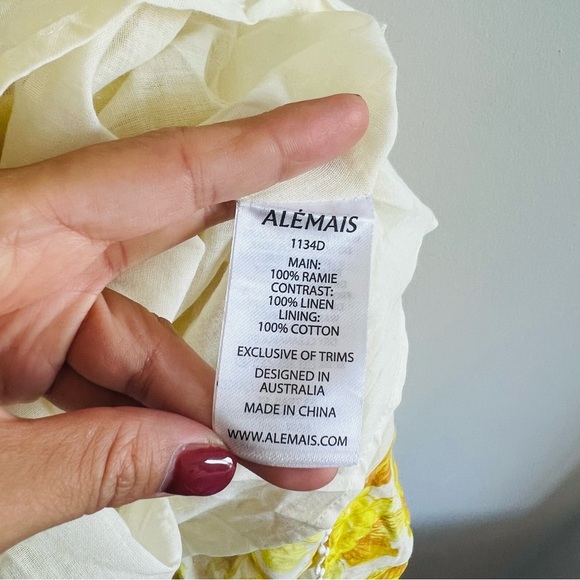 ALÉMAIS
1134D
MAIN:
100% RAMIE
CONTRAST:
100% LINEN
LINING:
100% COTTON
EXCLUSIVE OF TRIMS
DESIGNED IN
AUSTRALIA
MADE IN CHINA
WWW.ALEMAIS.COM